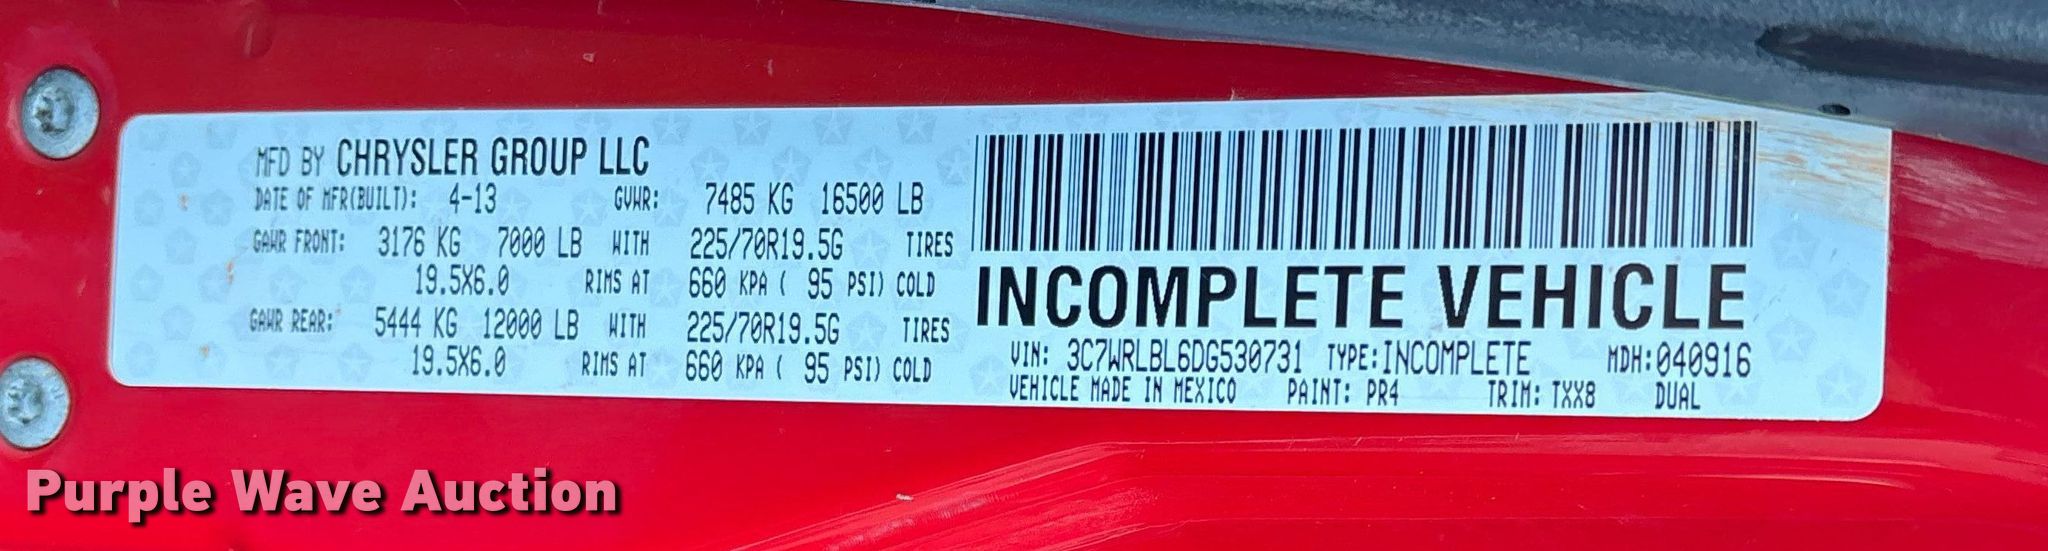 MFD BY CHRYSLER GROUP LLC
DATE OF MFR(BUILT): 4-13 GVWR: 7485 KG 16500 LB
GAWR FRONT: 3176 KG 7000 LB WITH 225/70R19.5G TIRES
19.5X6.0 RIMS AT 660 KPA ( 95 PSI) COLD
GAWR REAR: 5444 KG 12000 LB WITH 225/70R19.5G TIRES
19.5X6.0 RIMS AT 660 KPA ( 95 PSI) COLD
INCOMPLETE VEHICLE
VIN: 3C7WRLBL6DG530731 TYPE:INCOMPLETE MDH:040916
VEHICLE MADE IN MEXICO PAINT: PR4 TRIM: TXX8 DUAL
Purple Wave Auction